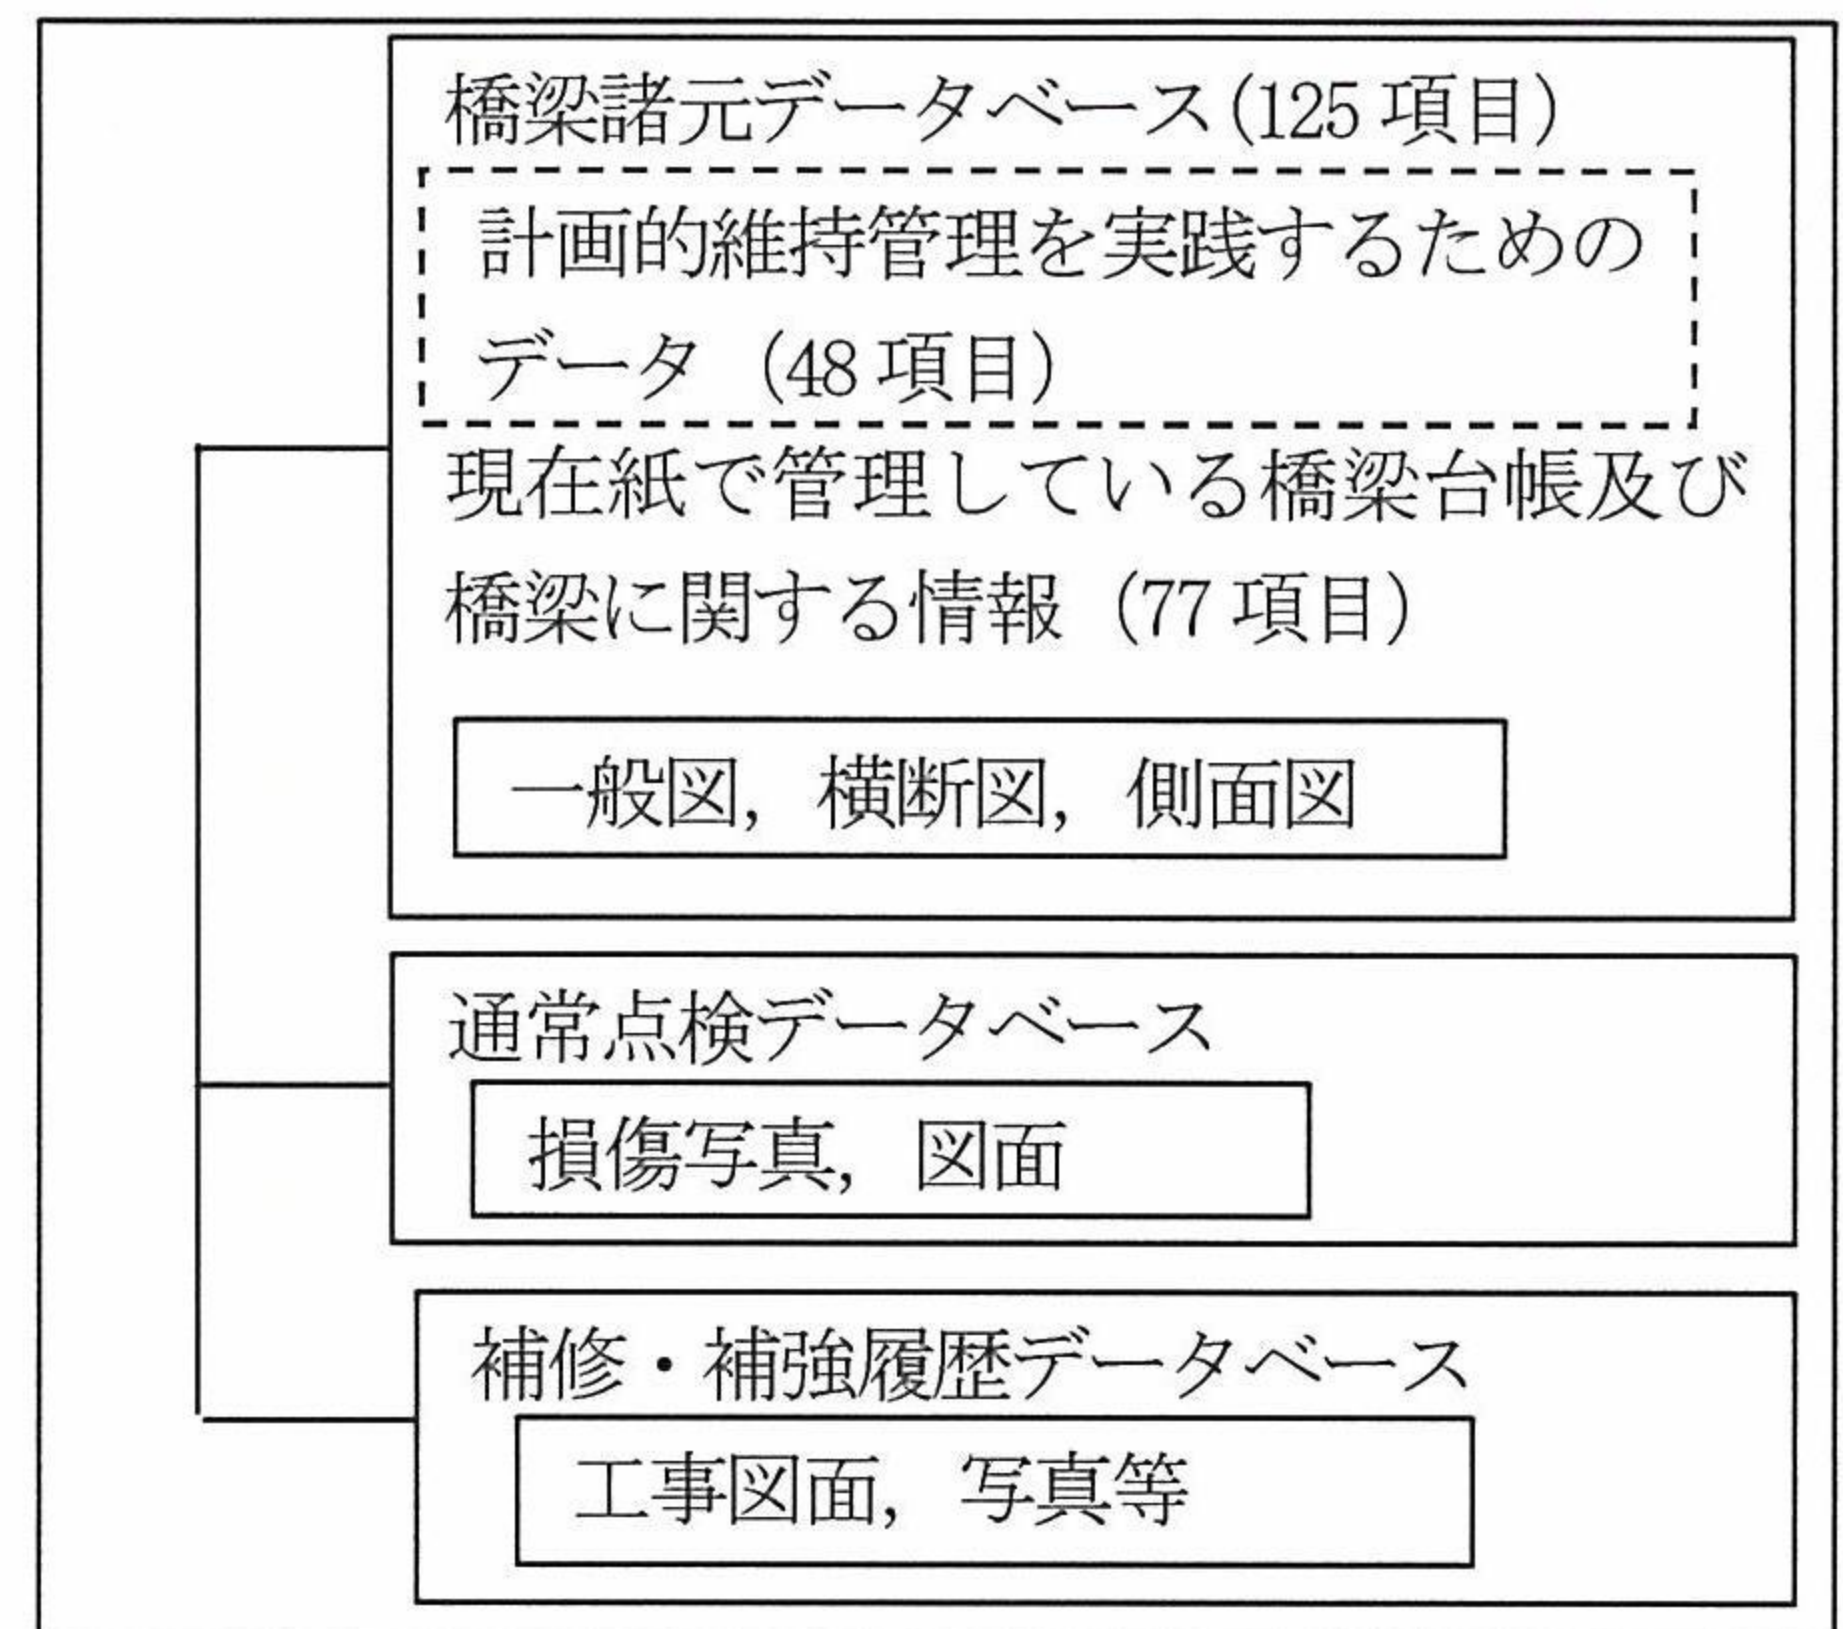 橋梁諸元データベース(125 項目)
計画的維持管理を実践するための
データ (48 項目)
現在紙で管理している橋梁台帳及び
橋梁に関する情報 (77 項目)
一般図, 横断図, 側面図
通常点検データベース
損傷写真, 図面
補修・補強履歴データベース
工事図面, 写真等